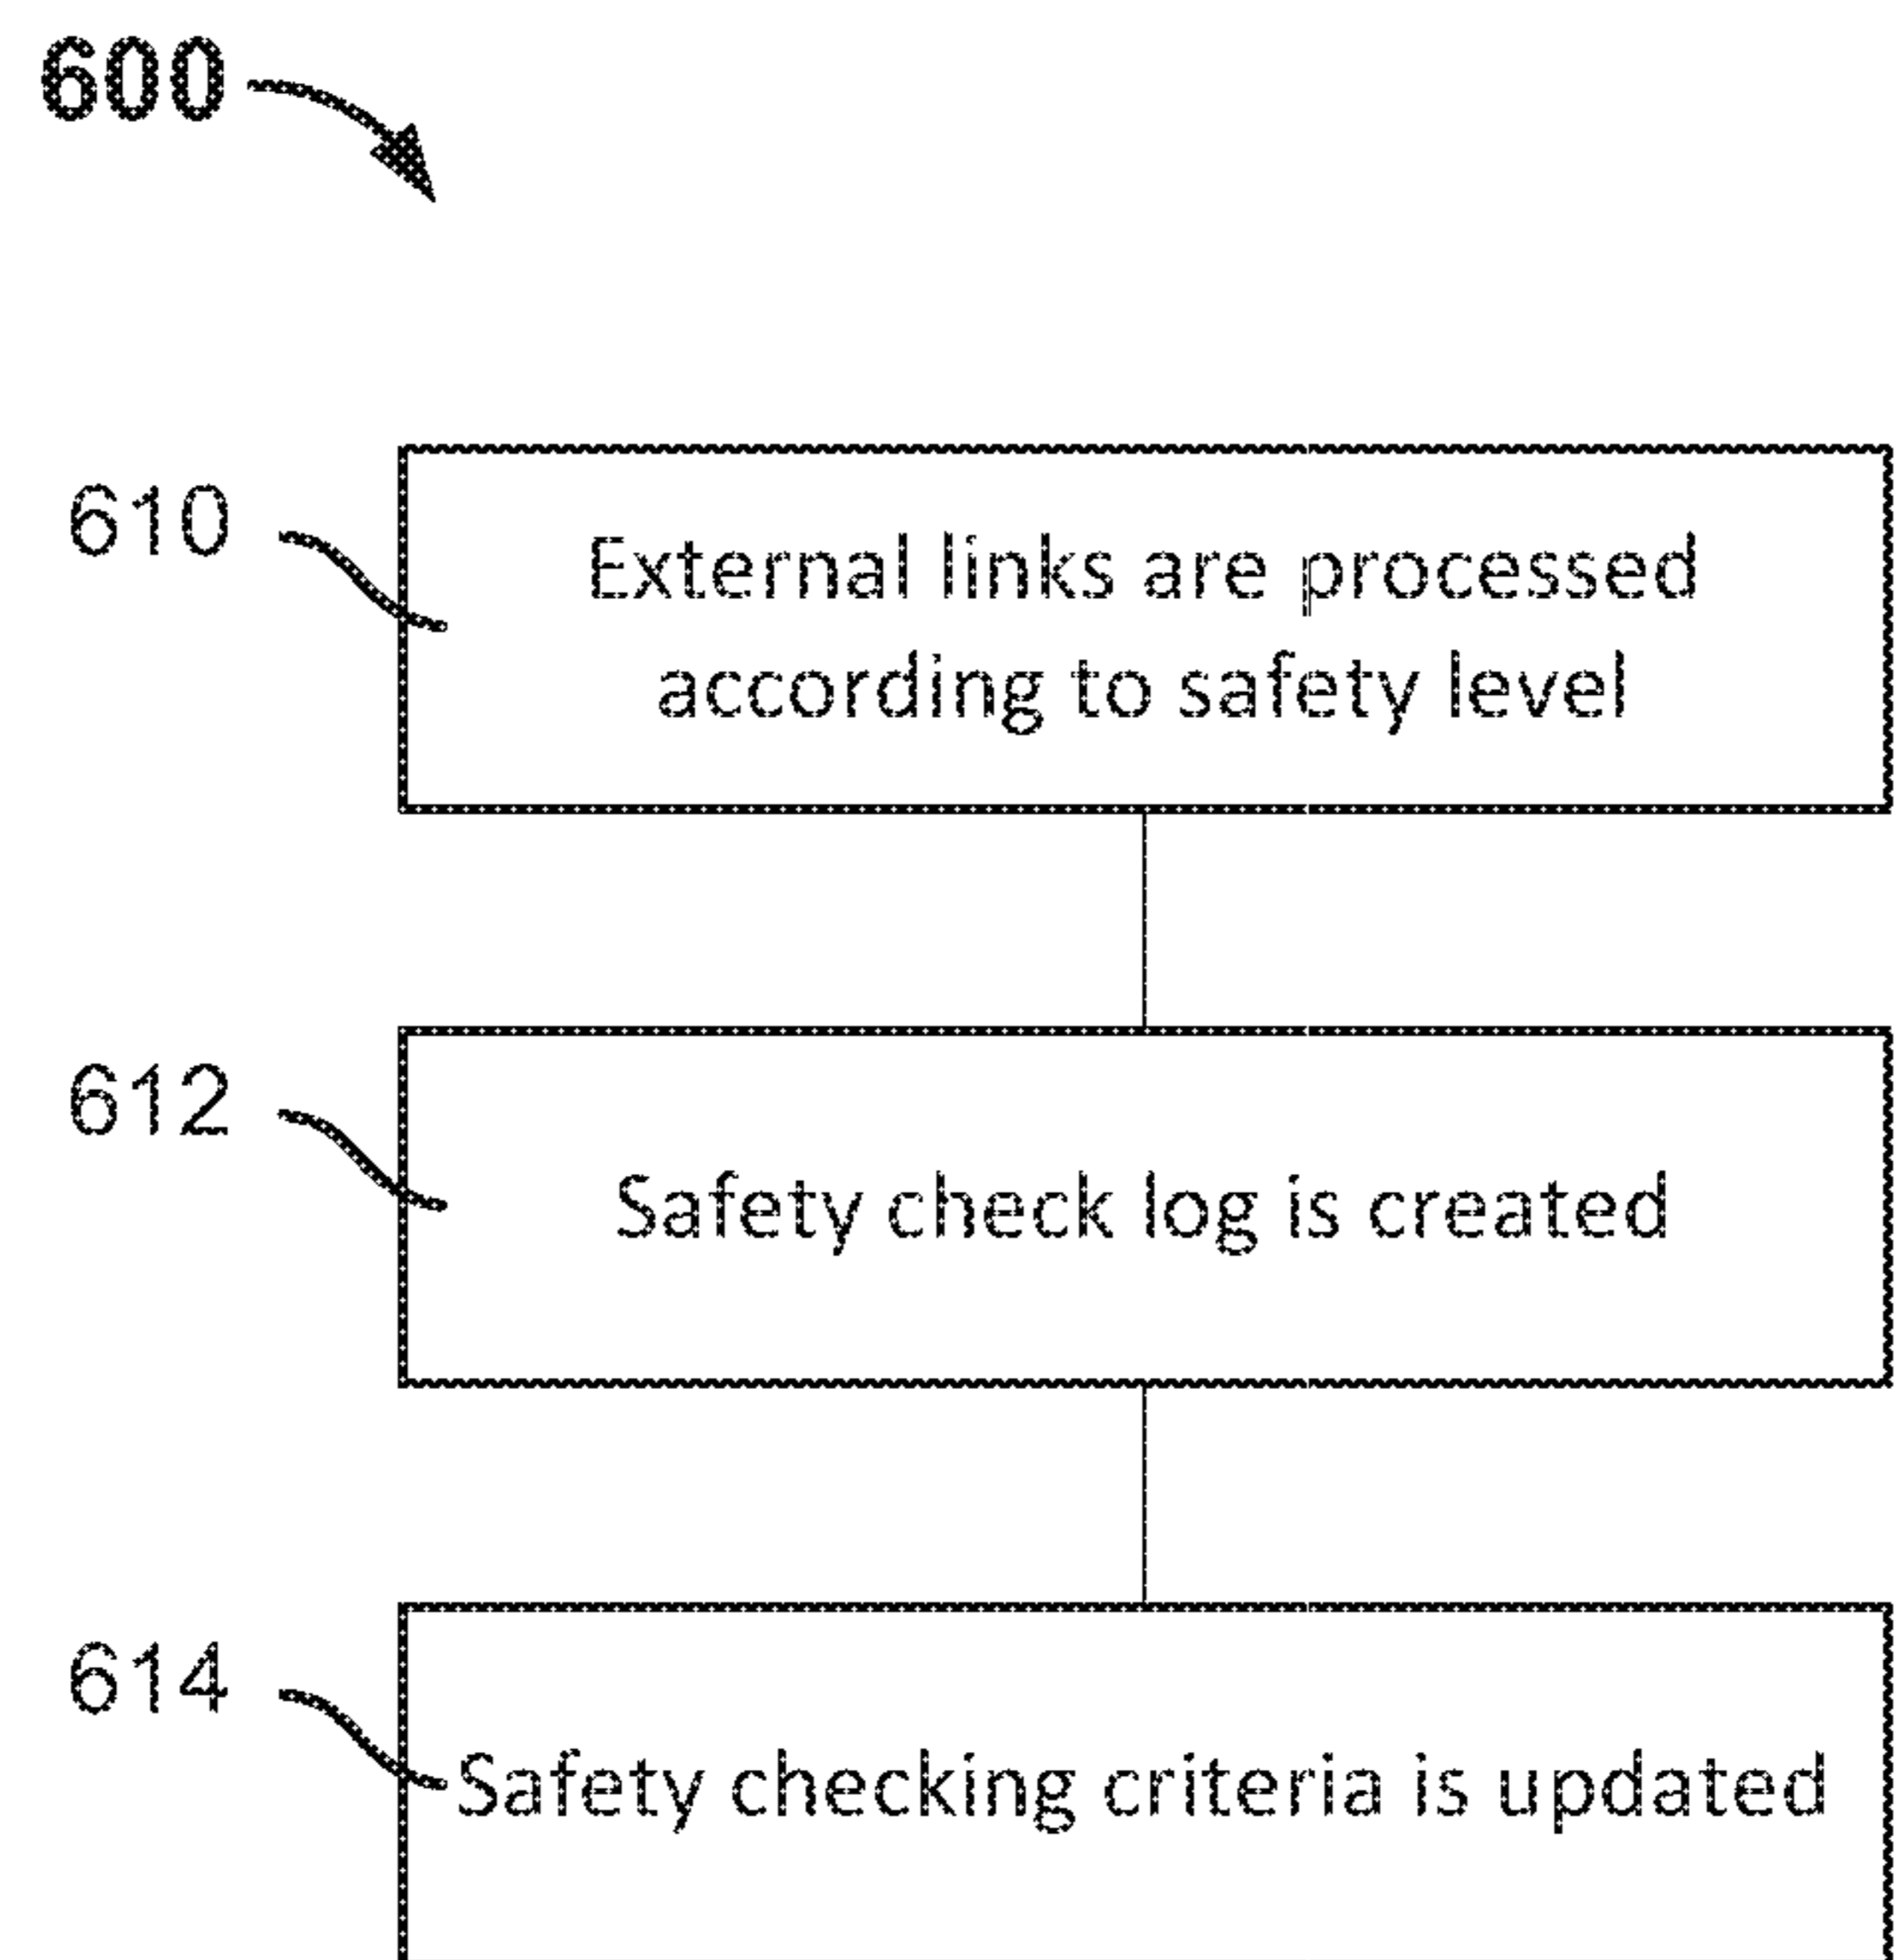 600
610
External links are processed
according to safety level
612
Safety check log is created
614
Safety checking criteria is updated